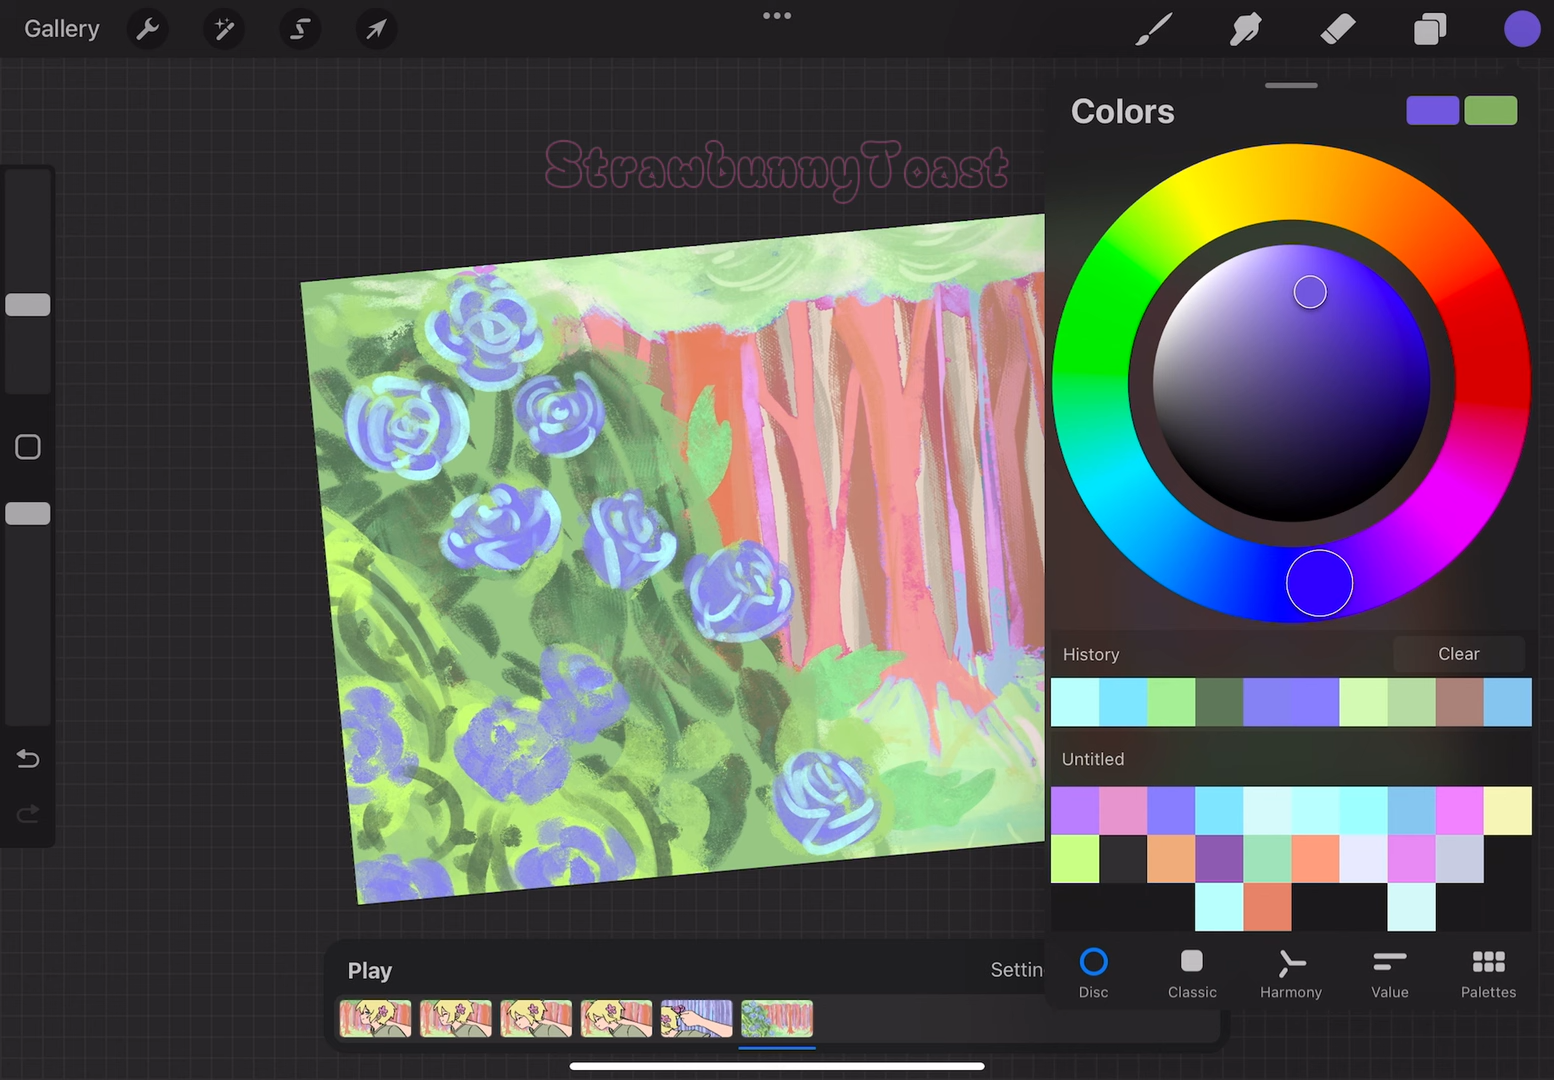 Gallery
StrawbunnyToast
Colors
History
Clear
Untitled
Disc
Classic
Harmony
Value
Palettes
Play
Settin